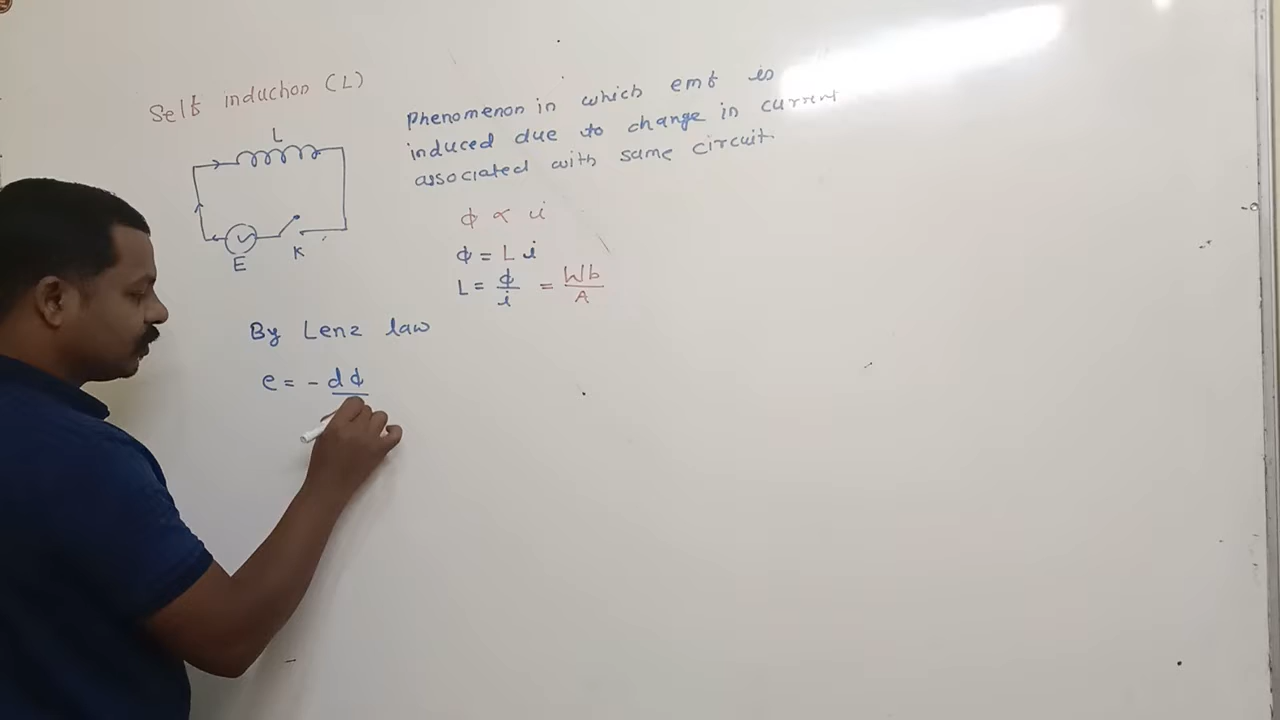 Self induction (L)
L
E
K
Phenomenon in which emf is
induced due to change in current
associated with same circuit.
ϕ ∝ i
ϕ = L i
L = ϕ/i = Wb/A
By Lenz law
e = - dϕ